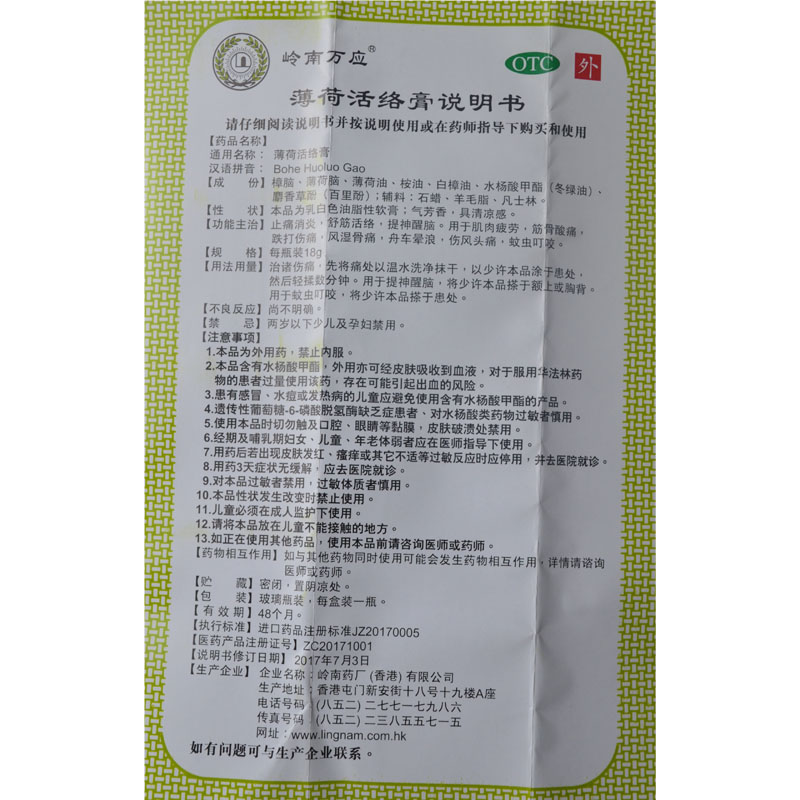 岭南万应®
OTC
外
薄荷活络膏说明书
请仔细阅读说明书并按说明使用或在药师指导下购买和使用
【药品名称】
通用名称： 薄荷活络膏
汉语拼音： Bohe Huoluo Gao
【成 份】樟脑、薄荷脑、薄荷油、桉油、白樟油、水杨酸甲酯（冬绿油）、
麝香草酚（百里酚）；辅料：石蜡、羊毛脂、凡士林。
【性 状】本品为乳白色油脂性软膏；气芳香，具清凉感。
【功能主治】止痛消炎，舒筋活络，提神醒脑。用于肌肉疲劳，筋骨酸痛，
跌打伤痛，风湿骨痛，舟车晕浪，伤风头痛，蚊虫叮咬。
【规 格】每瓶装18g
【用法用量】治诸伤痛，先将痛处以温水洗净抹干，以少许本品涂于患处，
然后轻揉数分钟。用于提神醒脑，将少许本品搽于额上或胸背。
用于蚊虫叮咬，将少许本品搽于患处。
【不良反应】尚不明确。
【禁 忌】两岁以下少儿及孕妇禁用。
【注意事项】
1.本品为外用药，禁止内服。
2.本品含有水杨酸甲酯，外用亦可经皮肤吸收到血液，对于服用华法林药
物的患者过量使用该药，存在可能引起出血的风险。
3.患有感冒、水痘或发热病的儿童应避免使用含有水杨酸甲酯的产品。
4.遗传性葡萄糖-6-磷酸脱氢酶缺乏症患者、对水杨酸类药物过敏者慎用。
5.使用本品时切勿触及口腔、眼睛等黏膜，皮肤破溃处禁用。
6.经期及哺乳期妇女、儿童、年老体弱者应在医师指导下使用。
7.用药后若出现皮肤发红、瘙痒或其它不适等过敏反应时应停用，并去医院就诊。
8.用药3天症状无缓解，应去医院就诊。
9.对本品过敏者禁用，过敏体质者慎用。
10.本品性状发生改变时禁止使用。
11.儿童必须在成人监护下使用。
12.请将本品放在儿童不能接触的地方。
13.如正在使用其他药品，使用本品前请咨询医师或药师。
【药物相互作用】如与其他药物同时使用可能会发生药物相互作用，详情请谘询
医师或药师。
【贮 藏】密闭，置阴凉处。
【包 装】玻璃瓶装，每盒装一瓶。
【有 效 期】48个月。
【执行标准】进口药品注册标准JZ20170005
【医药产品注册证号】ZC20171001
【说明书修订日期】 2017年7月3日
【生产企业】 企业名称：岭南药厂（香港）有限公司
生产地址：香港屯门新安街十八号十九楼A座
电话号码：（八五二）二七七一七九八六
传真号码：（八五二）二三八五五七一五
网址：www.lingnam.com.hk
如有问题可与生产企业联系。